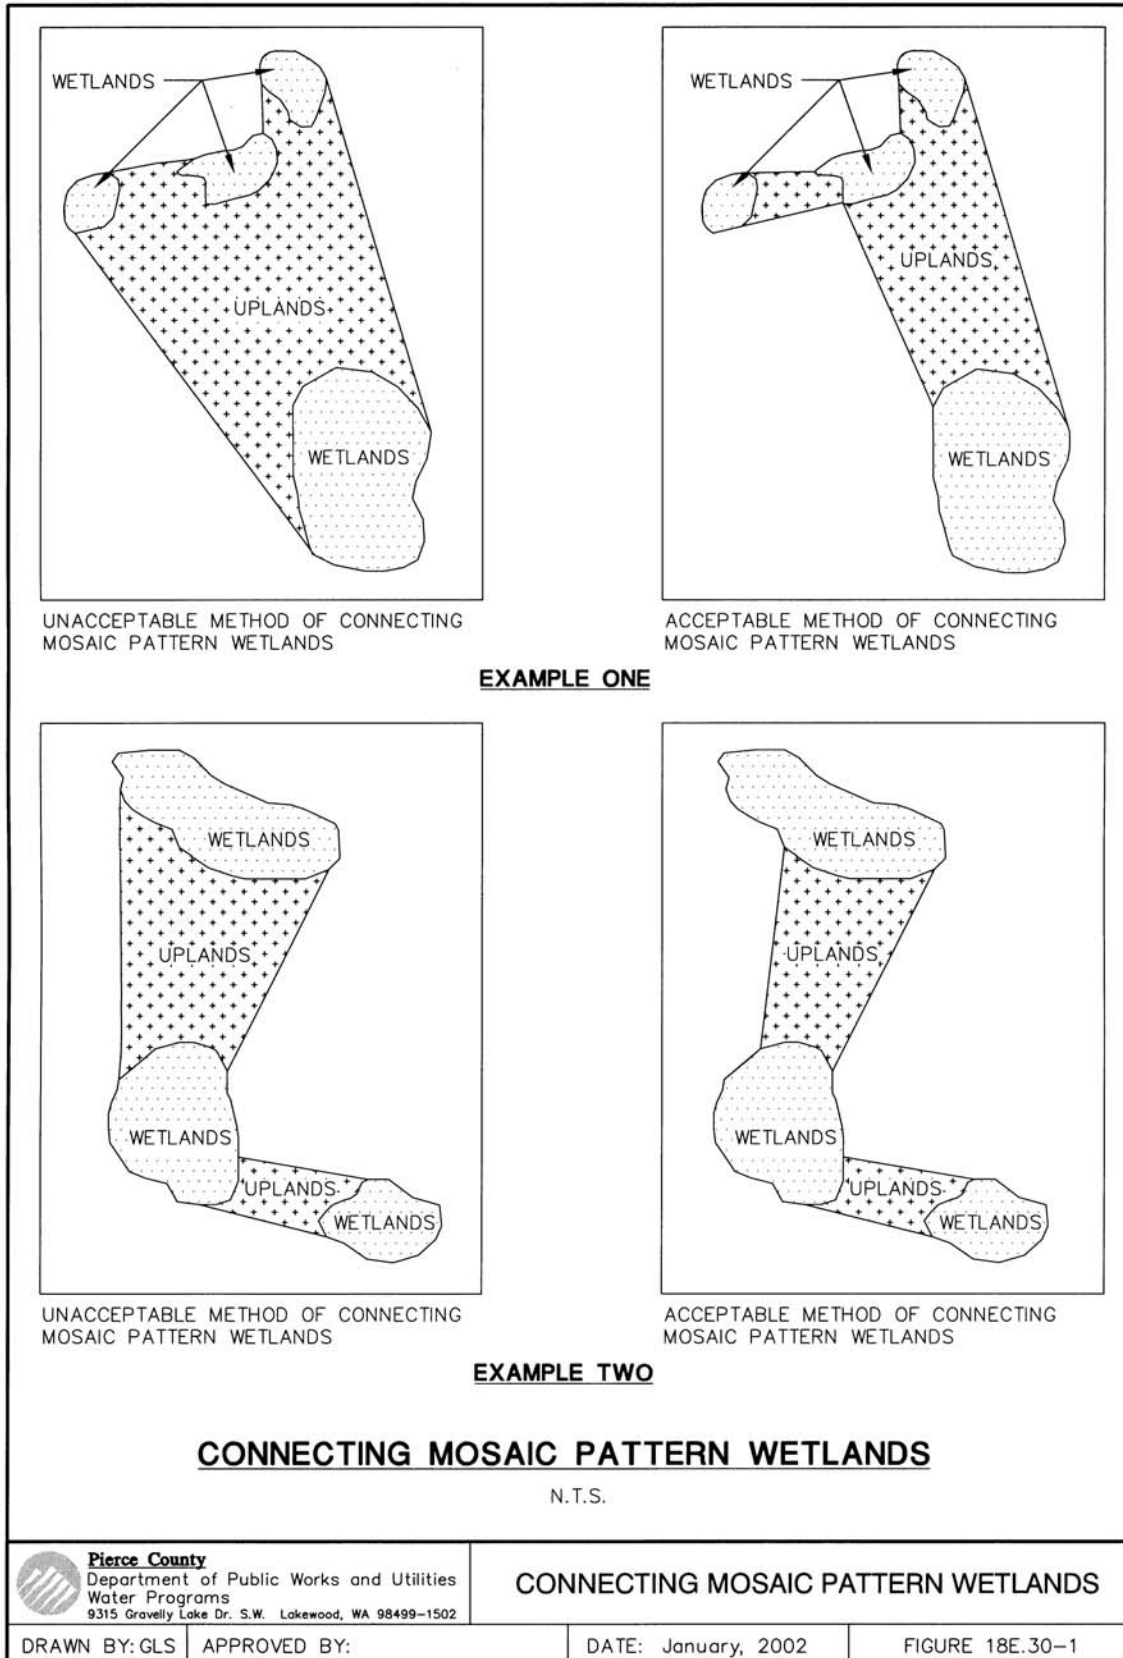 WETLANDS
UPLANDS
WETLANDS
UNACCEPTABLE METHOD OF CONNECTING
MOSAIC PATTERN WETLANDS
WETLANDS
UPLANDS
WETLANDS
ACCEPTABLE METHOD OF CONNECTING
MOSAIC PATTERN WETLANDS
EXAMPLE ONE
WETLANDS
UPLANDS
WETLANDS
UPLANDS
WETLANDS
UNACCEPTABLE METHOD OF CONNECTING
MOSAIC PATTERN WETLANDS
WETLANDS
UPLANDS
WETLANDS
UPLANDS
WETLANDS
ACCEPTABLE METHOD OF CONNECTING
MOSAIC PATTERN WETLANDS
EXAMPLE TWO
CONNECTING MOSAIC PATTERN WETLANDS
N.T.S.
Pierce County
Department of Public Works and Utilities
Water Programs
9315 Gravelly Lake Dr. S.W. Lakewood, WA 98499-1502
CONNECTING MOSAIC PATTERN WETLANDS
DRAWN BY: GLS
APPROVED BY:
DATE: January, 2002
FIGURE 18E.30-1